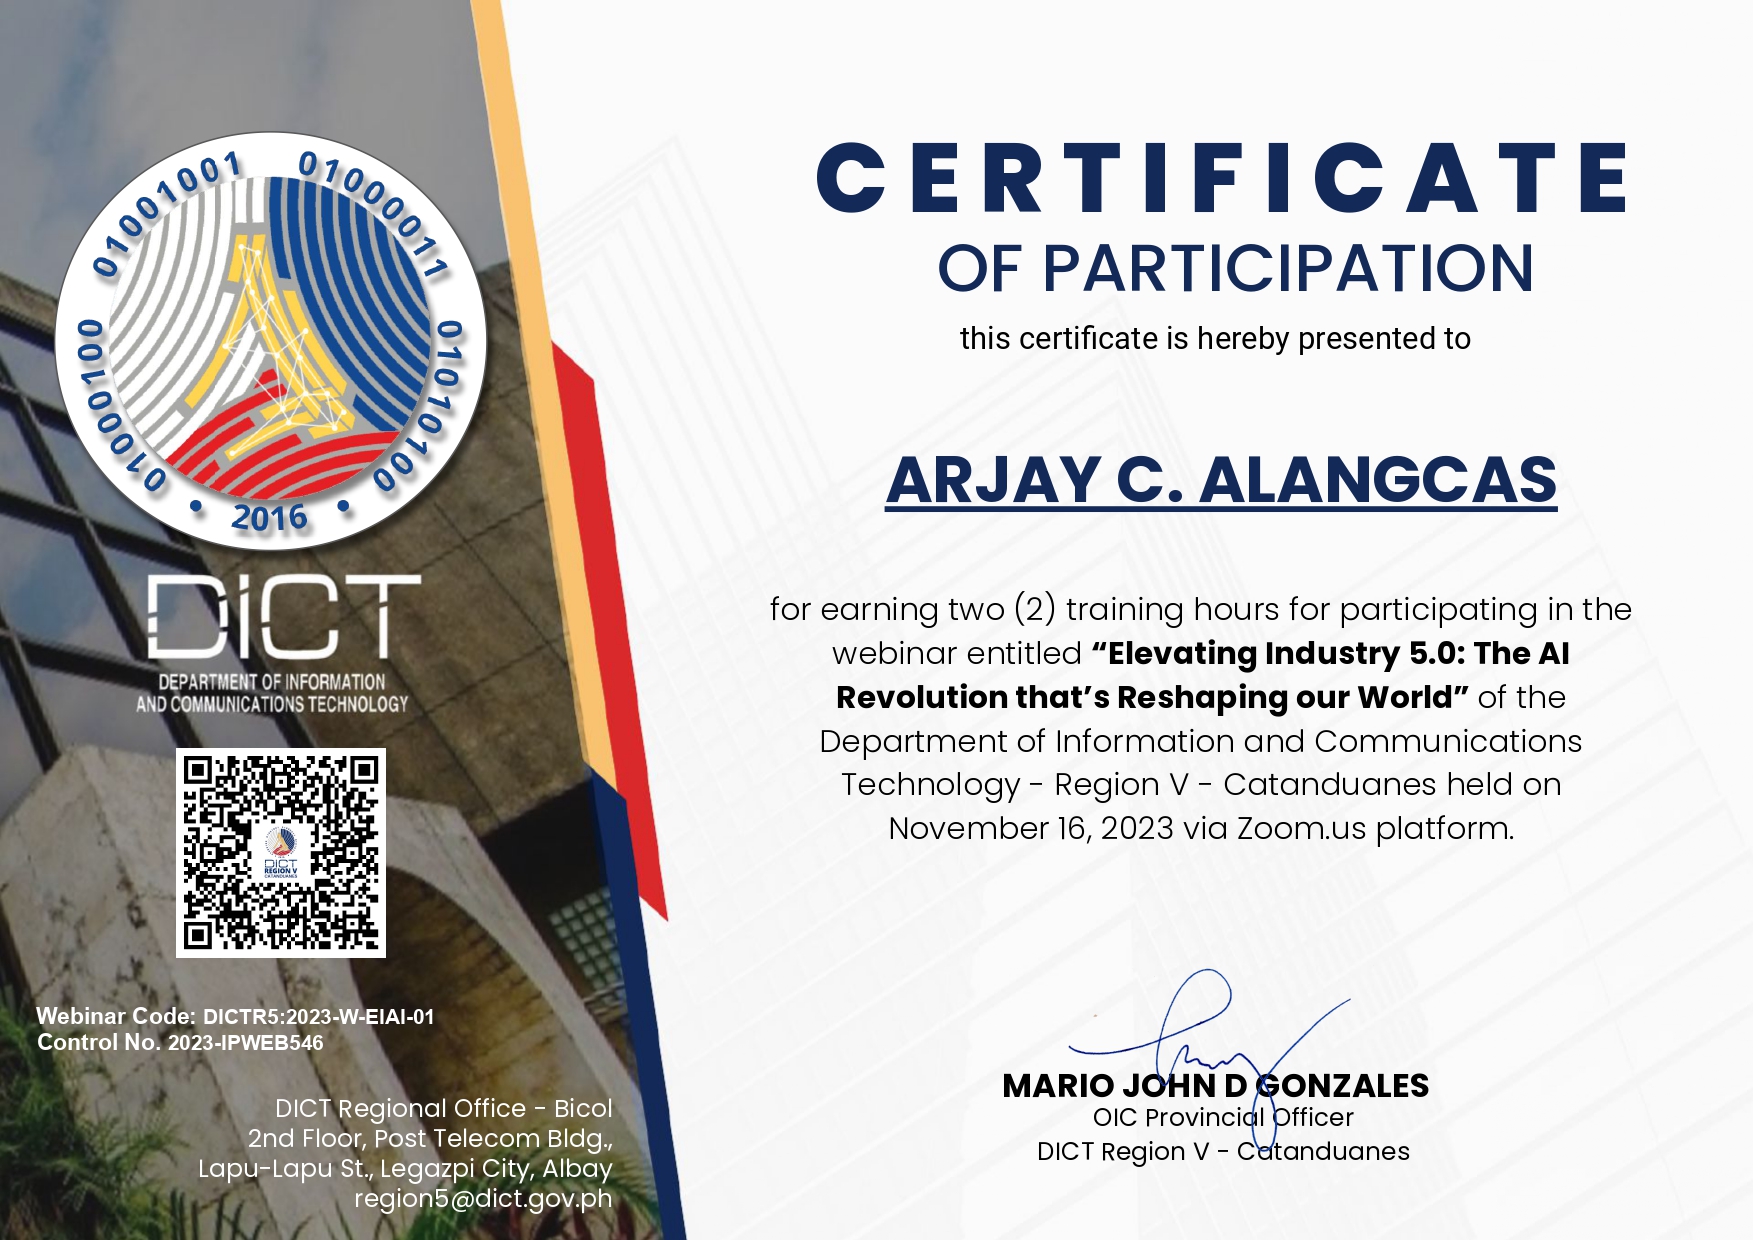 01001001 01000011
01000100
01010100
• 2016 •
DICT
DEPARTMENT OF INFORMATION
AND COMMUNICATIONS TECHNOLOGY
DICT
REGION V
CATANDUANES
Webinar Code: DICTR5:2023-W-EIAI-01
Control No. 2023-IPWEB546
DICT Regional Office - Bicol
2nd Floor, Post Telecom Bldg.,
Lapu-Lapu St., Legazpi City, Albay
region5@dict.gov.ph
CERTIFICATE
OF PARTICIPATION
this certificate is hereby presented to
ARJAY C. ALANGCAS
for earning two (2) training hours for participating in the
webinar entitled “Elevating Industry 5.0: The AI
Revolution that’s Reshaping our World” of the
Department of Information and Communications
Technology - Region V - Catanduanes held on
November 16, 2023 via Zoom.us platform.
MARIO JOHN D GONZALES
OIC Provincial Officer
DICT Region V - Catanduanes